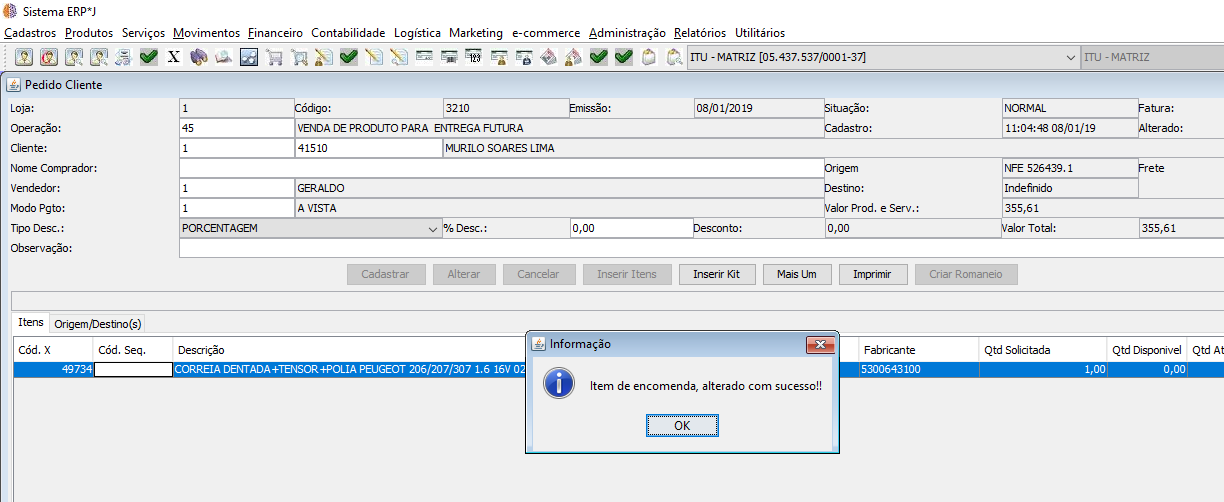 Sistema ERP*J
Cadastros Produtos Serviços Movimentos Financeiro Contabilidade Logística Marketing e-commerce Administração Relatórios Utilitários
X 123 ITU - MATRIZ [05.437.537/0001-37] ITU - MATRIZ
Pedido Cliente
Loja: 1 Código: 3210 Emissão: 08/01/2019 Situação: NORMAL Fatura:
Operação: 45 VENDA DE PRODUTO PARA ENTREGA FUTURA Cadastro: 11:04:48 08/01/19 Alterado:
Cliente: 1 41510 MURILO SOARES LIMA
Nome Comprador: Origem NFE 526439.1 Frete
Vendedor: 1 GERALDO Destino: Indefinido
Modo Pgto: 1 A VISTA Valor Prod. e Serv.: 355,61
Tipo Desc.: PORCENTAGEM % Desc.: 0,00 Desconto: 0,00 Valor Total: 355,61
Observação:
Cadastrar Alterar Cancelar Inserir Itens Inserir Kit Mais Um Imprimir Criar Romaneio
Itens Origem/Destino(s)
Cód. X Cód. Seq. Descrição Fabricante Qtd Solicitada Qtd Disponivel Qtd At
49734 CORREIA DENTADA+TENSOR+POLIA PEUGEOT 206/207/307 1.6 16V 02 5300643100 1,00 0,00
Informação
Item de encomenda, alterado com sucesso!!
OK